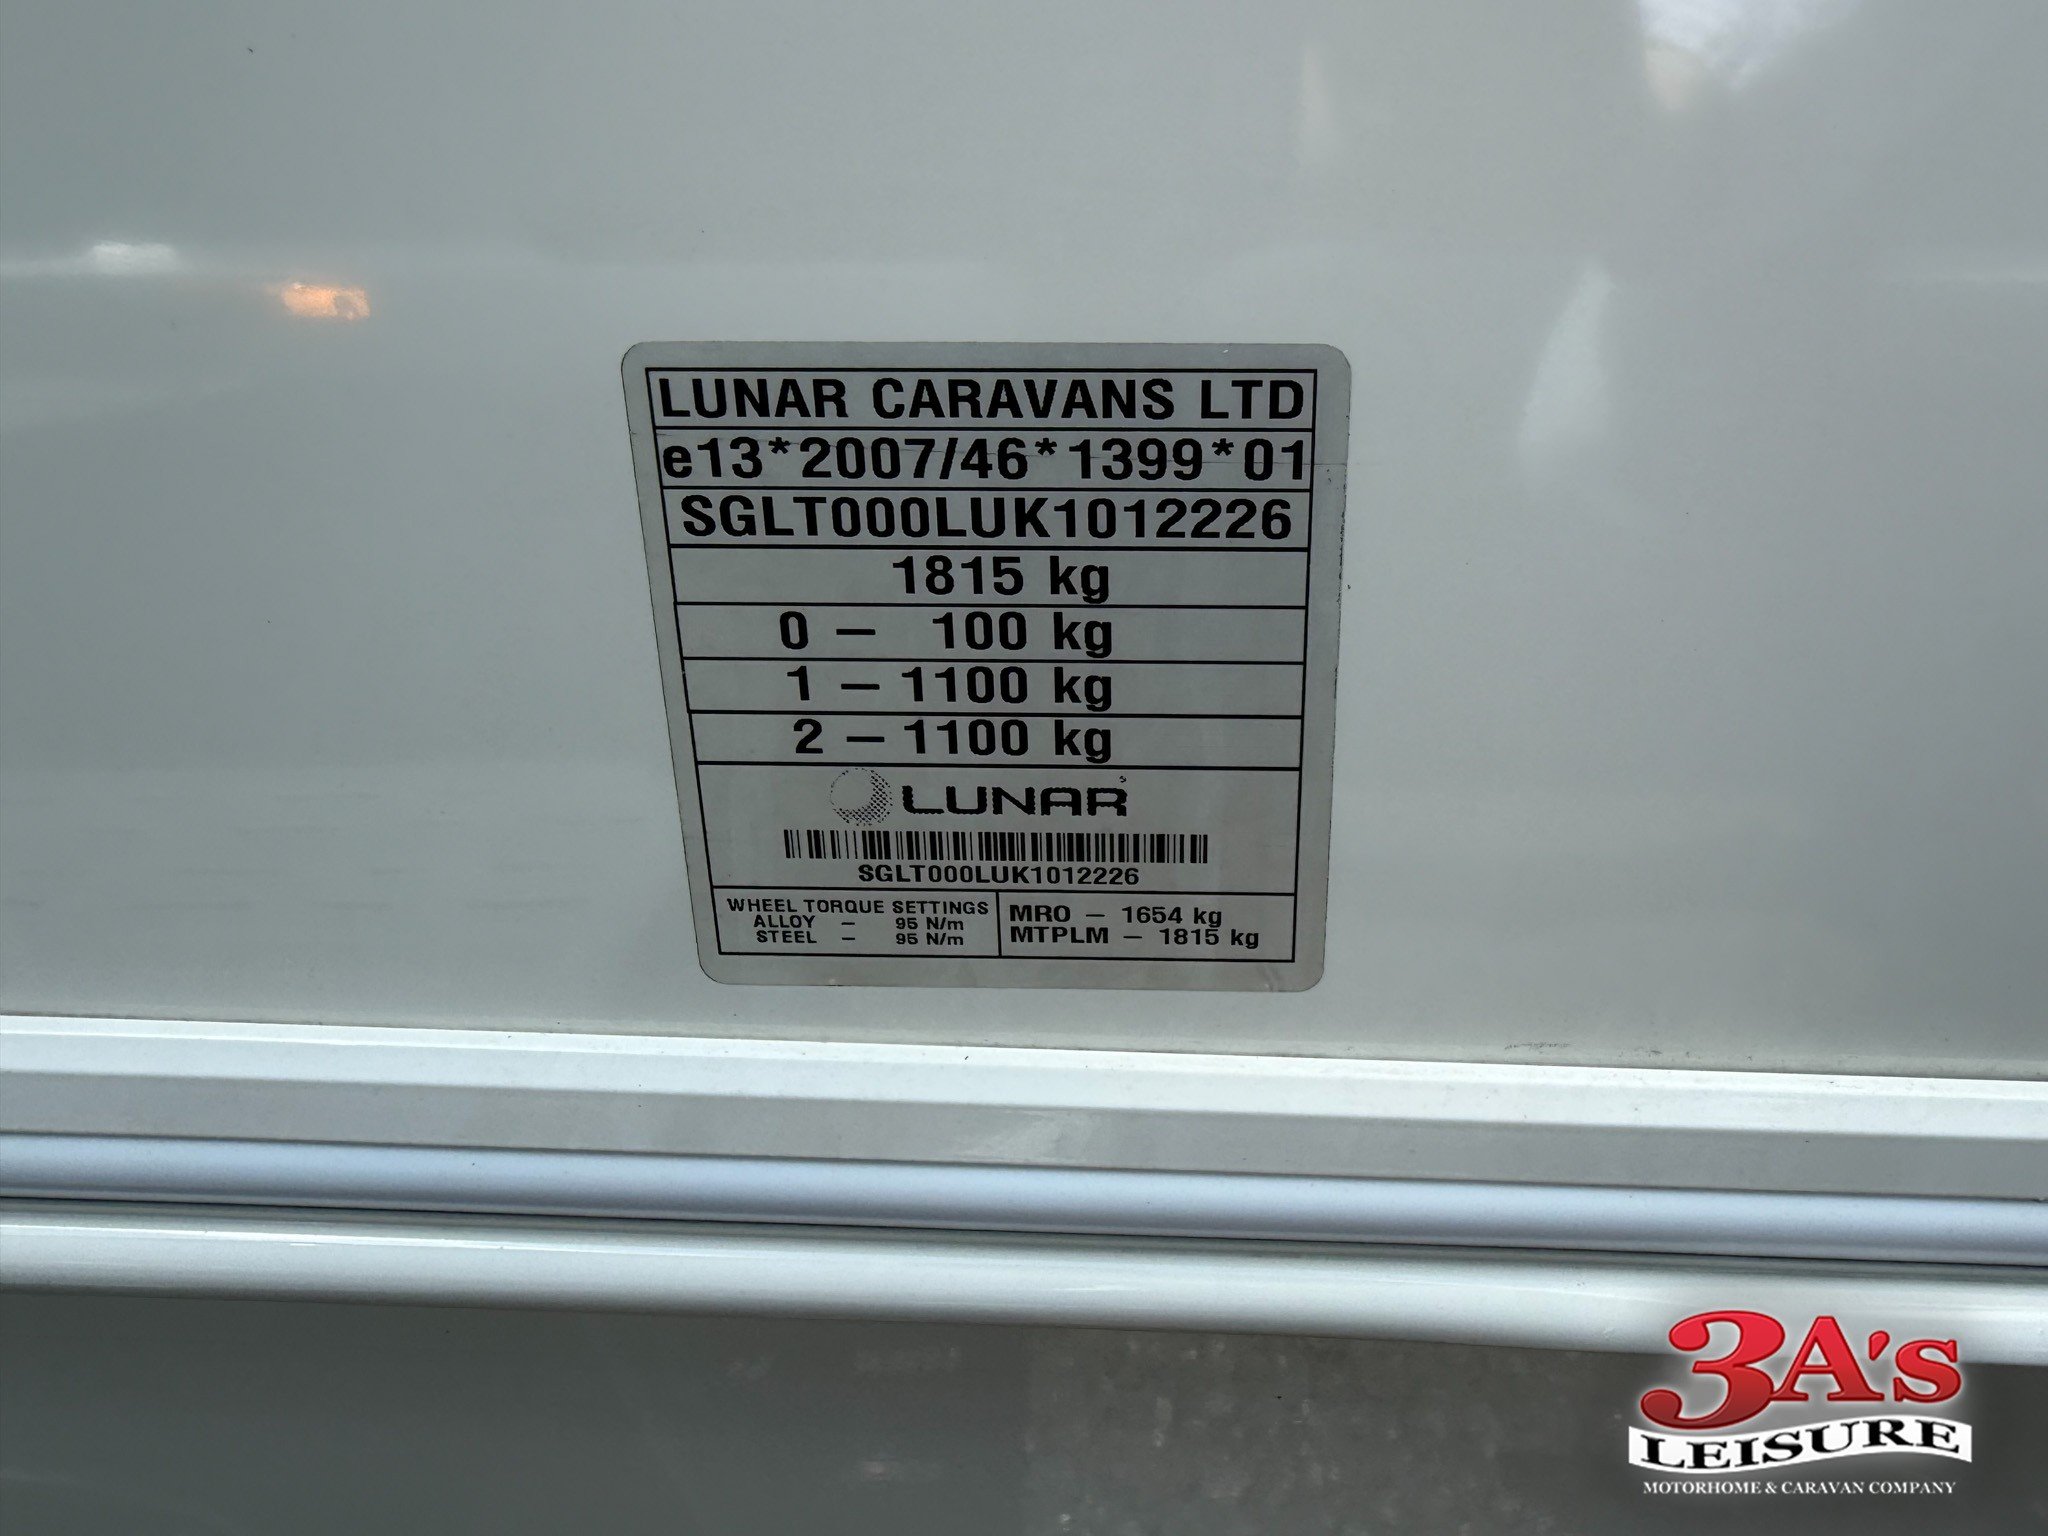 LUNAR CARAVANS LTD
e13*2007/46*1399*01
SGLT000LUK1012226
1815 kg
0 – 100 kg
1 – 1100 kg
2 – 1100 kg
LUNAR
SGLT000LUK1012226
WHEEL TORQUE SETTINGS
ALLOY – 95 N/m
STEEL – 95 N/m
MRO – 1654 kg
MTPLM – 1815 kg
3A's
LEISURE
MOTORHOME & CARAVAN COMPANY